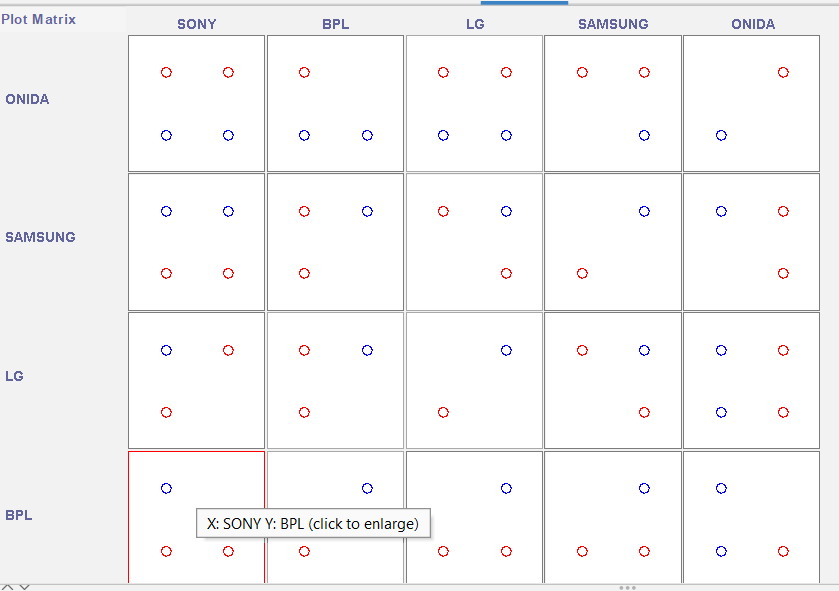 Plot Matrix
SONY BPL LG SAMSUNG ONIDA
ONIDA
SAMSUNG
LG
BPL
X: SONY Y: BPL (click to enlarge)